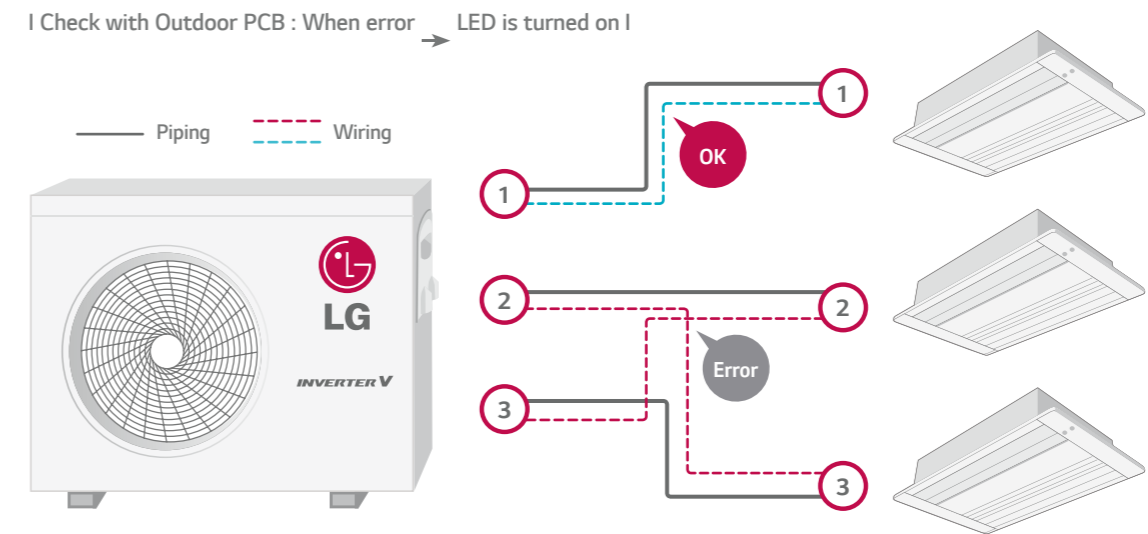 I Check with Outdoor PCB : When error → LED is turned on I
Piping
Wiring
LG
INVERTER V
1
1
OK
2
2
Error
3
3